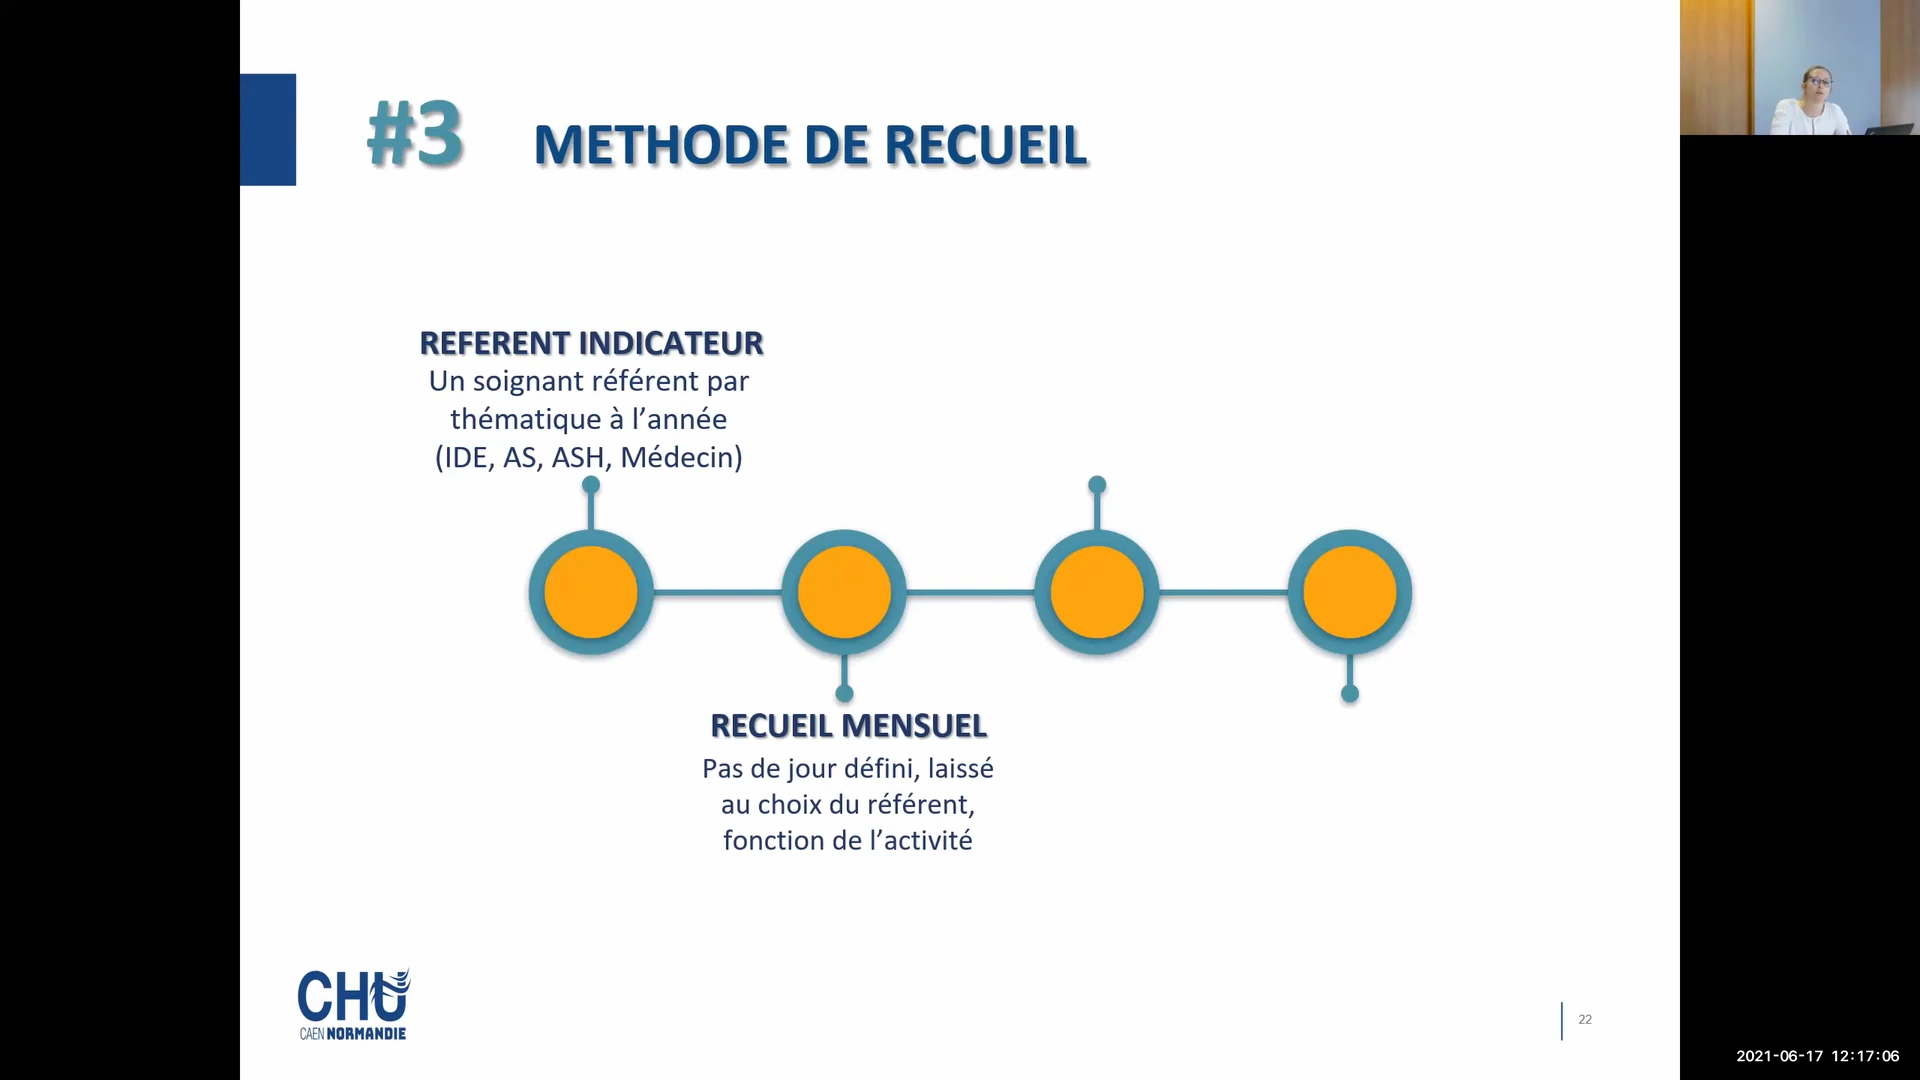 #3 METHODE DE RECUEIL
REFERENT INDICATEUR
Un soignant référent par
thématique à l’année
(IDE, AS, ASH, Médecin)
RECUEIL MENSUEL
Pas de jour défini, laissé
au choix du référent,
fonction de l’activité
CHU
CAEN NORMANDIE
22
2021-06-17 12:17:06